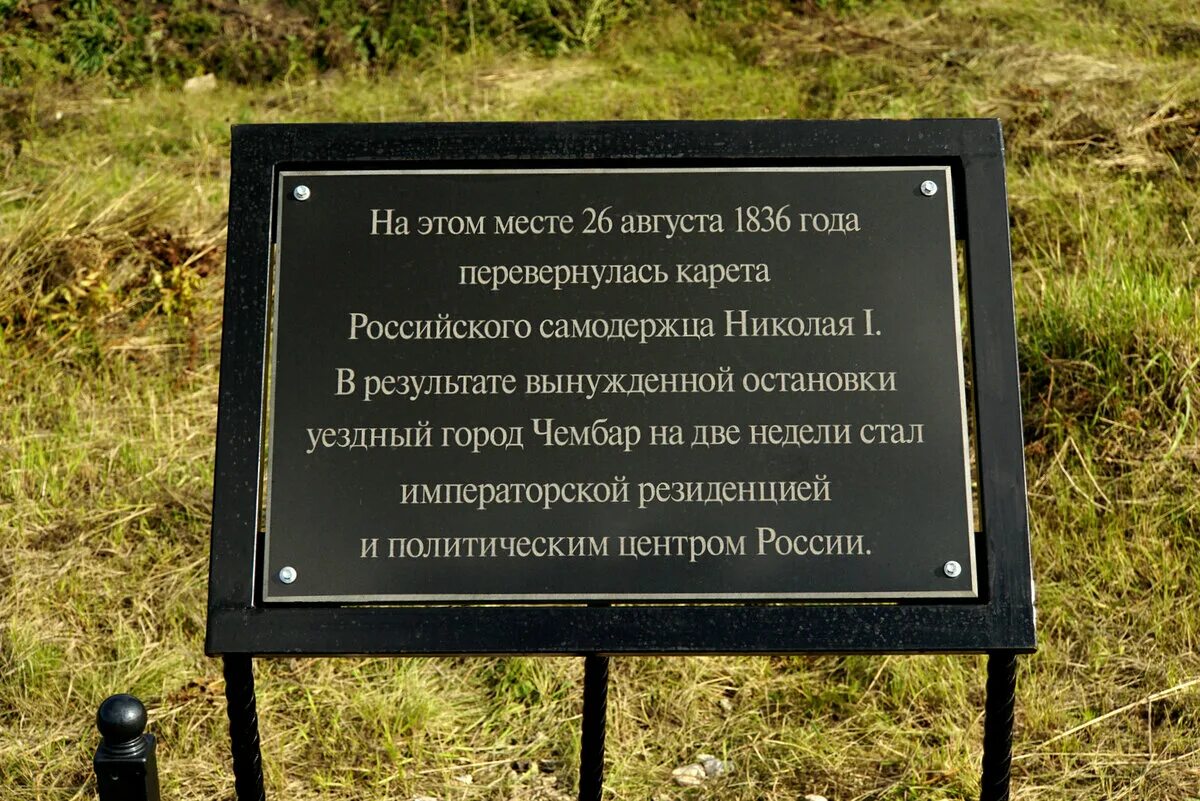 На этом месте 26 августа 1836 года
перевернулась карета
Российского самодержца Николая I.
В результате вынужденной остановки
уездный город Чембар на две недели стал
императорской резиденцией
и политическим центром России.